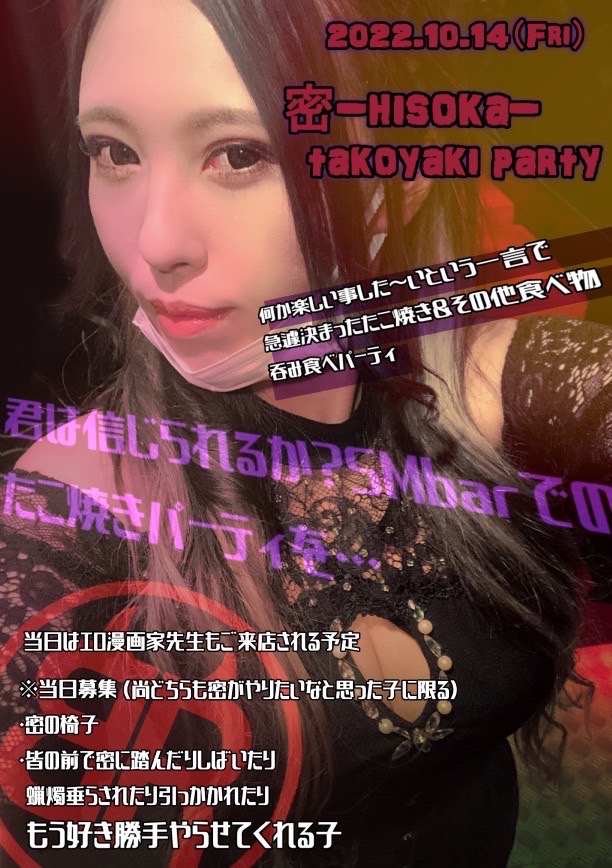 2022.10.14(FRI)
密-HISOKA-
TAKOYAKI PARTY
何か楽しい事した〜いという一言で
急遽決まったたこ焼き&その他食べ物
呑み食べパーティ
君は信じられるか?SMbarでの
たこ焼きパーティを…
当日はエロ漫画家先生もご来店される予定
※当日募集(尚どちらも密がやりたいなと思った子に限る)
・密の椅子
・皆の前で密に踏んだりしばいたり
蝋燭垂らされたり引っかかれたり
もう好き勝手やらせてくれる子